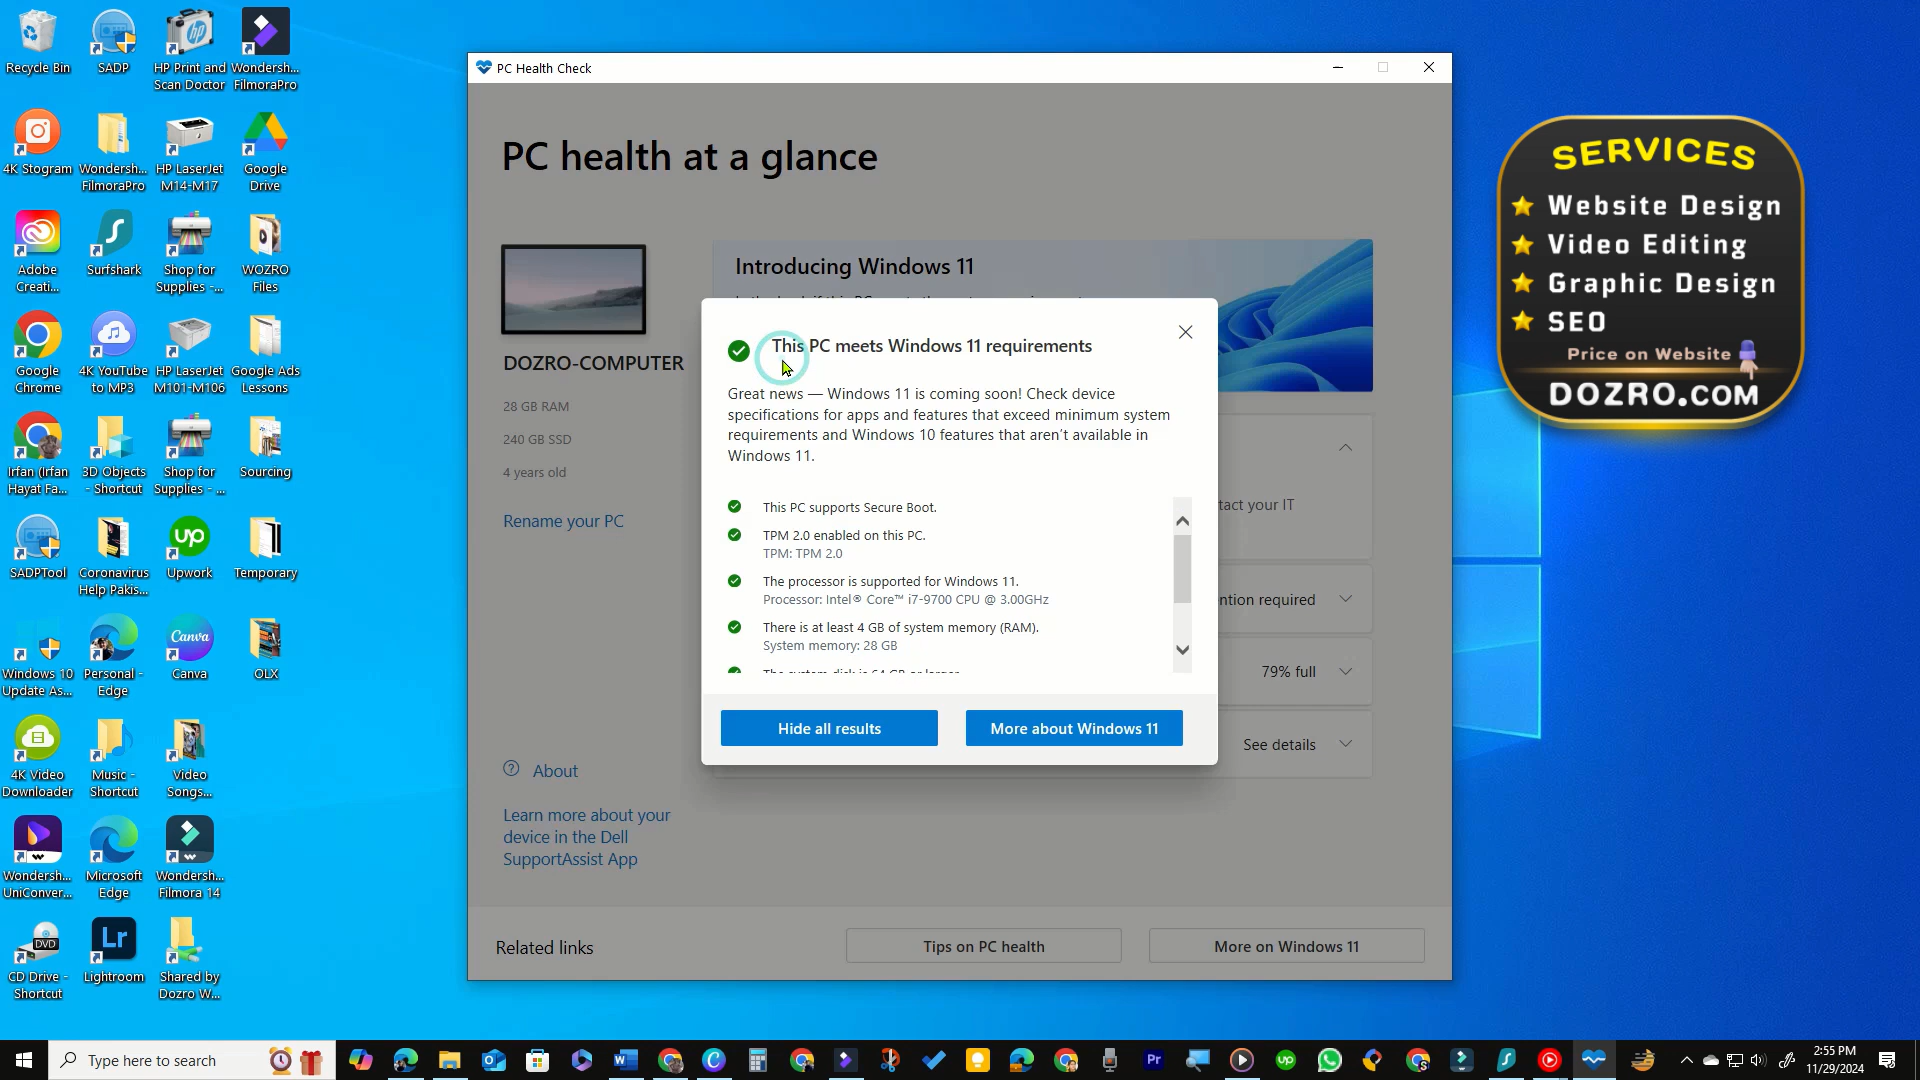 Recycle Bin
SADP
HP Print and
Scan Doctor
Wondersh...
FilmoraPro
4K Stogram
Wondersh...
FilmoraPro
HP LaserJet
M14-M17
Google
Drive
Adobe
Creati...
Surfshark
Shop for
Supplies -...
WOZRO
Files
Google
Chrome
4K YouTube
to MP3
HP LaserJet
M101-M106
Google Ads
Lessons
Irfan (Irfan
Hayat Fa...
3D Objects
- Shortcut
Shop for
Supplies - ...
Sourcing
SADPTool
Coronavirus
Help Pakis...
Upwork
Temporary
Windows 10
Update As...
Personal -
Edge
Canva
OLX
4K Video
Downloader
Music -
Shortcut
Video
Songs...
Wondersh...
UniConver...
Microsoft
Edge
Wondersh...
Filmora 14
CD Drive -
Shortcut
Lightroom
Shared by
Dozro W...
PC Health Check
PC health at a glance
Introducing Windows 11
DOZRO-COMPUTER
28 GB RAM
240 GB SSD
4 years old
Rename your PC
This PC meets Windows 11 requirements
Great news — Windows 11 is coming soon! Check device
specifications for apps and features that exceed minimum system
requirements and Windows 10 features that aren't available in
Windows 11.
This PC supports Secure Boot.
TPM 2.0 enabled on this PC.
TPM: TPM 2.0
The processor is supported for Windows 11.
Processor: Intel® Core™ i7-9700 CPU @ 3.00GHz
There is at least 4 GB of system memory (RAM).
System memory: 28 GB
Hide all results
More about Windows 11
tact your IT
ntion required
79% full
See details
About
Learn more about your
device in the Dell
SupportAssist App
Related links
Tips on PC health
More on Windows 11
SERVICES
Website Design
Video Editing
Graphic Design
SEO
Price on Website
DOZRO.COM
Type here to search
2:55 PM
11/29/2024